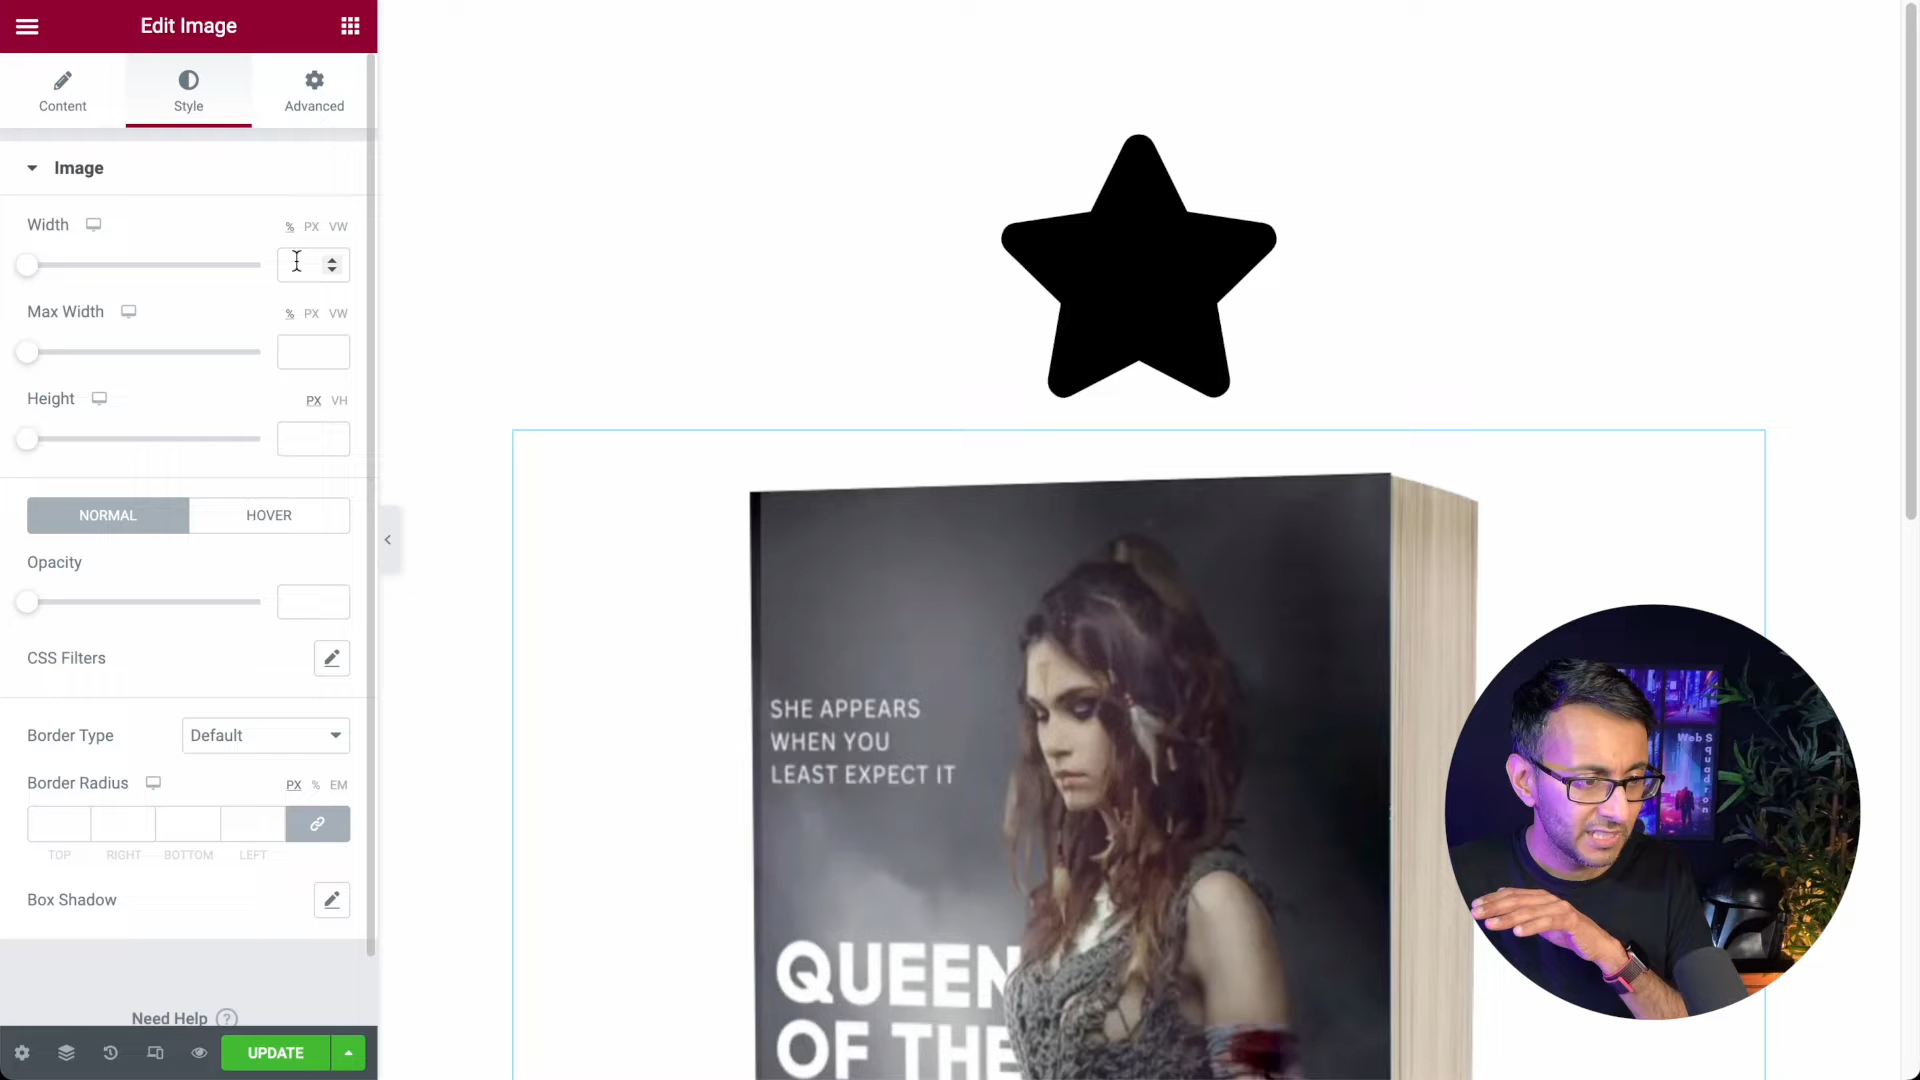 Edit Image
Content
Style
Advanced
Image
Width
% PX VW
Max Width
% PX VW
Height
PX VH
NORMAL
HOVER
Opacity
CSS Filters
Border Type
Default
Border Radius
PX % EM
TOP
RIGHT
BOTTOM
LEFT
Box Shadow
Need Help ?
UPDATE
SHE APPEARS
WHEN YOU
LEAST EXPECT IT
QUEEN
OF THE
Web Squadron